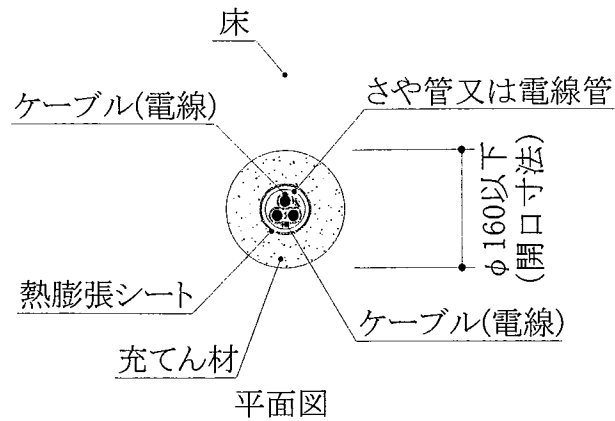 床
ケーブル(電線)
さや管又は電線管
φ160以下
(開口寸法)
熱膨張シート
ケーブル(電線)
充てん材
平面図